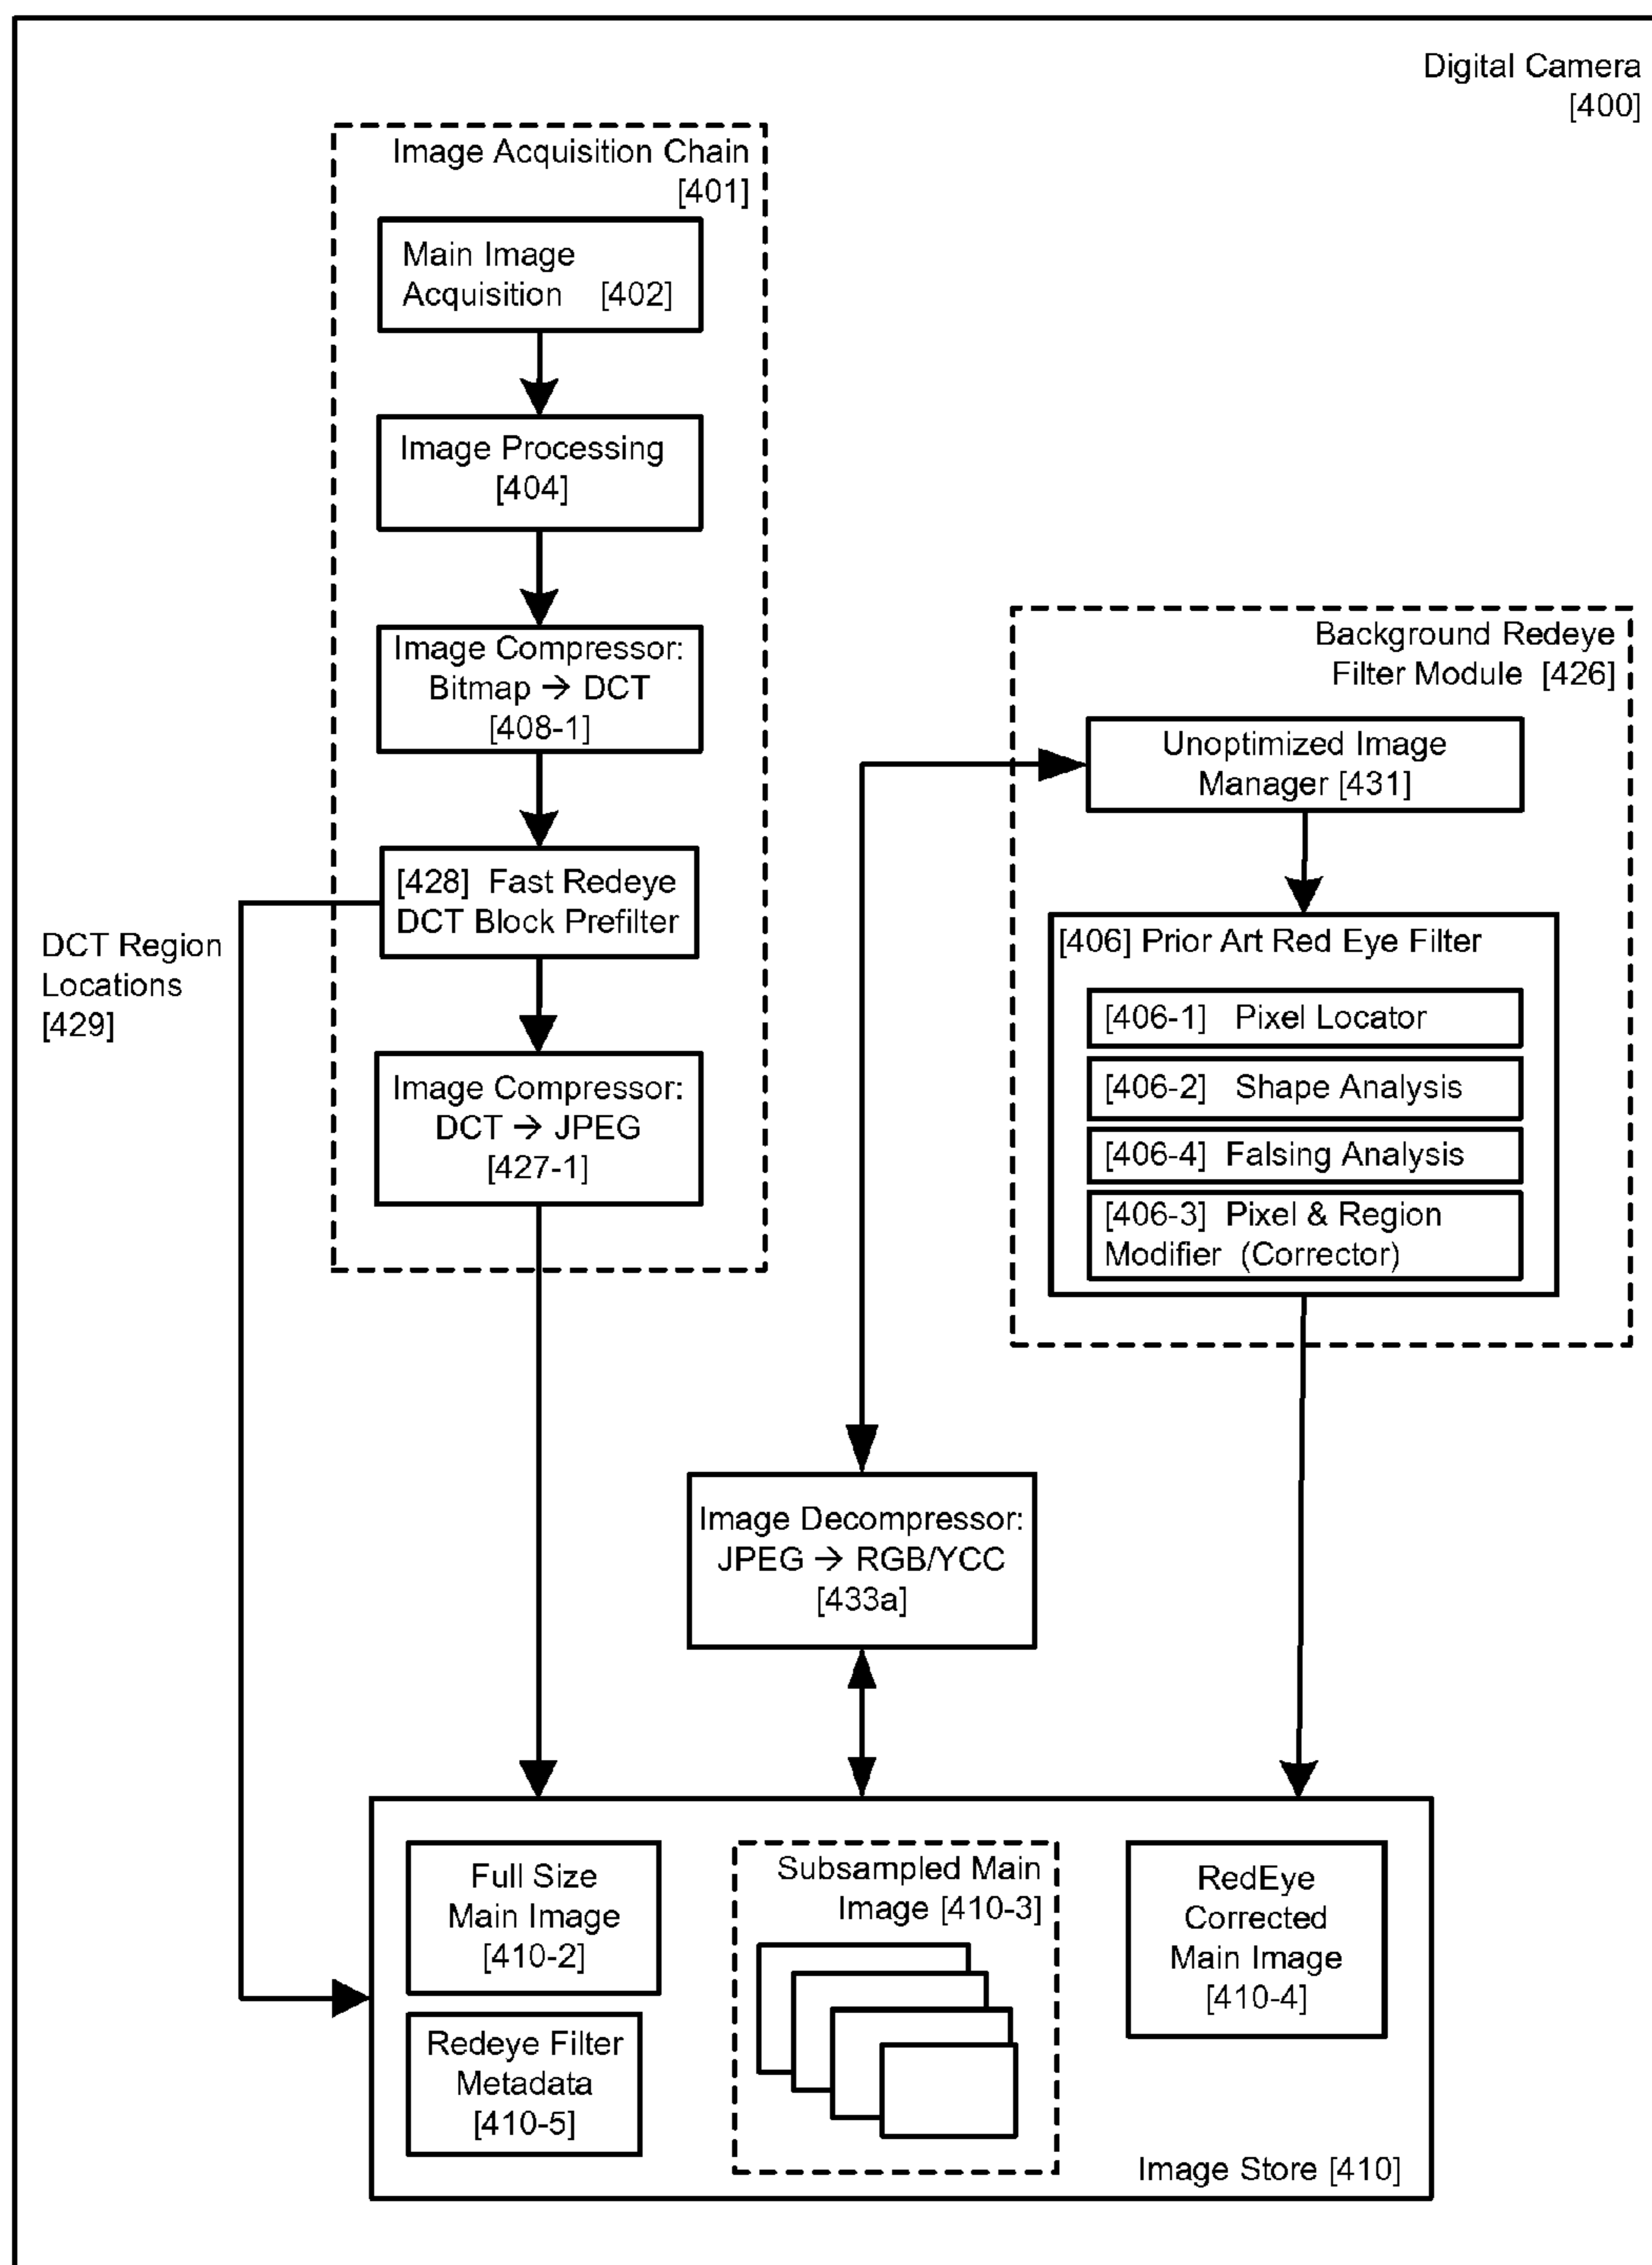 Digital Camera
[400]
Image Acquisition Chain
[401]
Main Image
Acquisition [402]
Image Processing
[404]
Image Compressor:
Bitmap → DCT
[408-1]
[428] Fast Redeye
DCT Block Prefilter
DCT Region
Locations
[429]
Image Compressor:
DCT → JPEG
[427-1]
Background Redeye
Filter Module [426]
Unoptimized Image
Manager [431]
[406] Prior Art Red Eye Filter
[406-1] Pixel Locator
[406-2] Shape Analysis
[406-4] Falsing Analysis
[406-3] Pixel & Region
Modifier (Corrector)
Image Decompressor:
JPEG → RGB/YCC
[433a]
Full Size
Main Image
[410-2]
Redeye Filter
Metadata
[410-5]
Subsampled Main
Image [410-3]
RedEye
Corrected
Main Image
[410-4]
Image Store [410]